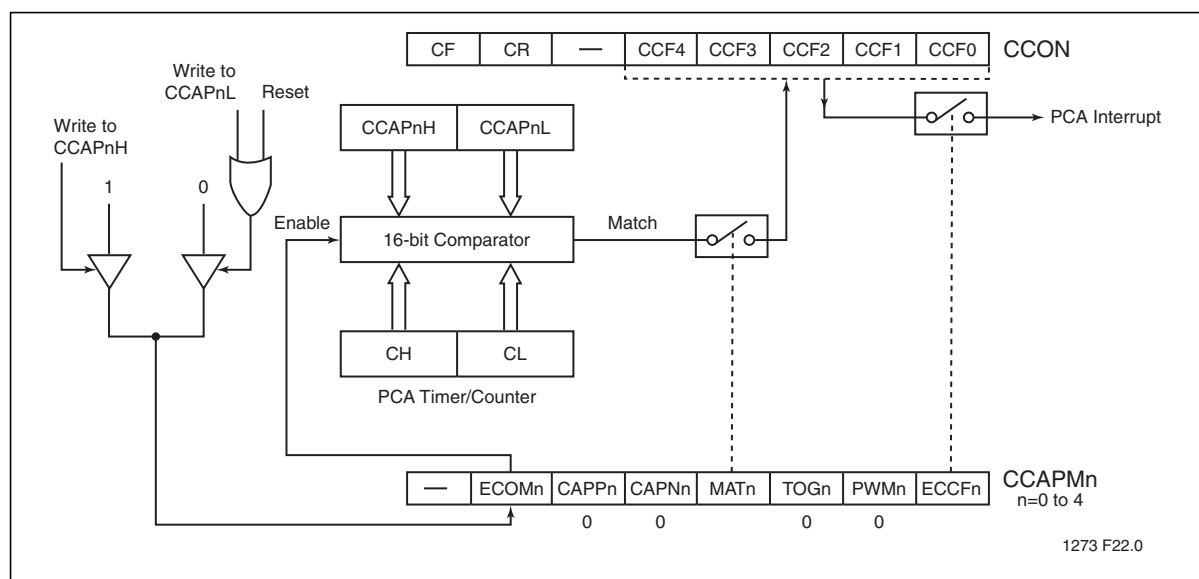 CF CR — CCF4 CCF3 CCF2 CCF1 CCF0 CCON
Write to
CCAPnL
Reset
Write to
CCAPnH
CCAPnH CCAPnL
PCA Interrupt
1 0
Enable
16-bit Comparator
Match
CH CL
PCA Timer/Counter
— ECOMn CAPPn CAPNn MATn TOGn PWMn ECCFn CCAPMn
n=0 to 4
0 0 0 0
1273 F22.0